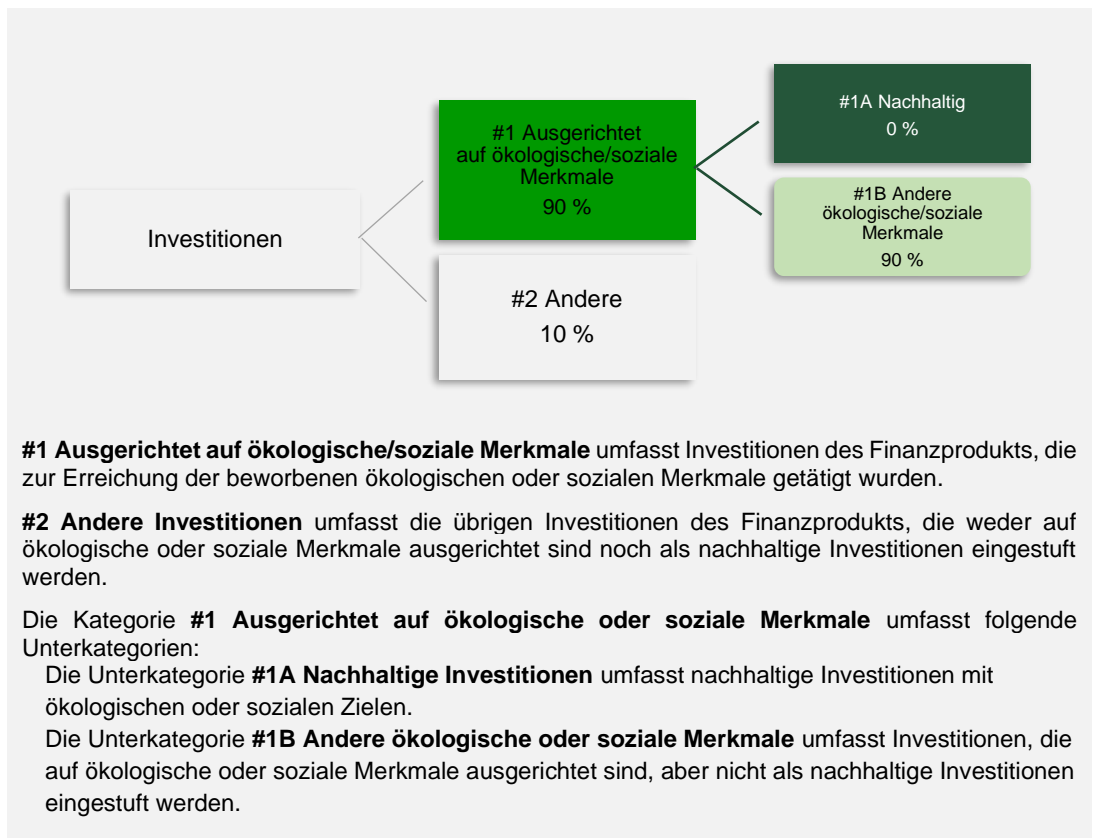 #1A Nachhaltig
0 %
#1 Ausgerichtet
auf ökologische/soziale
Merkmale
90 %
#1B Andere
ökologische/soziale
Merkmale
90 %
Investitionen
#2 Andere
10 %
#1 Ausgerichtet auf ökologische/soziale Merkmale umfasst Investitionen des Finanzprodukts, die
zur Erreichung der beworbenen ökologischen oder sozialen Merkmale getätigt wurden.
#2 Andere Investitionen umfasst die übrigen Investitionen des Finanzprodukts, die weder auf
ökologische oder soziale Merkmale ausgerichtet sind noch als nachhaltige Investitionen eingestuft
werden.
Die Kategorie #1 Ausgerichtet auf ökologische oder soziale Merkmale umfasst folgende
Unterkategorien:
Die Unterkategorie #1A Nachhaltige Investitionen umfasst nachhaltige Investitionen mit
ökologischen oder sozialen Zielen.
Die Unterkategorie #1B Andere ökologische oder soziale Merkmale umfasst Investitionen, die
auf ökologische oder soziale Merkmale ausgerichtet sind, aber nicht als nachhaltige Investitionen
eingestuft werden.